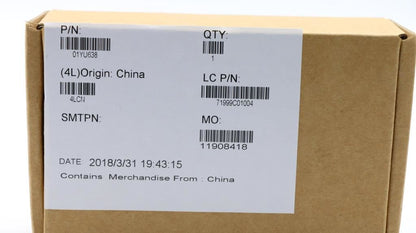 P/N:
01YU638
QTY:
1
(4L)Origin: China
4LCN
LC P/N:
71999C01004
SMTPN:
MO:
11908418
DATE 2018/3/31 19:43:15
Contains Merchandise From : China